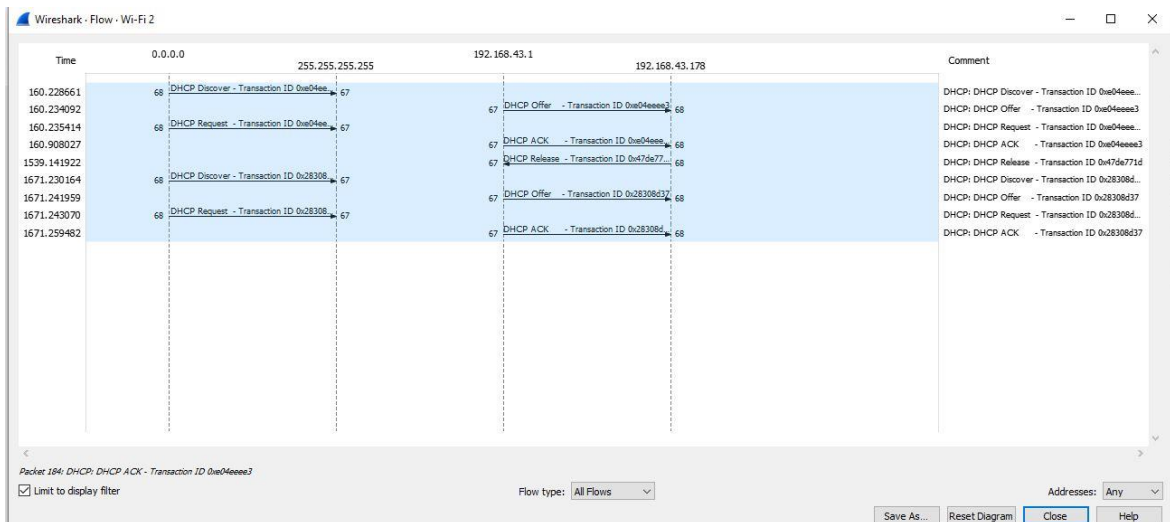 Wireshark · Flow · Wi-Fi 2
Time 0.0.0.0 255.255.255.255 192.168.43.1 192.168.43.178 Comment
160.228661 68 DHCP Discover - Transaction ID 0xe04ee... 67 DHCP: DHCP Discover - Transaction ID 0xe04eee...
160.234092 67 DHCP Offer - Transaction ID 0xe04eeee3 68 DHCP: DHCP Offer - Transaction ID 0xe04eeee3
160.235414 68 DHCP Request - Transaction ID 0xe04ee... 67 DHCP: DHCP Request - Transaction ID 0xe04eee...
160.908027 67 DHCP ACK - Transaction ID 0xe04eee... 68 DHCP: DHCP ACK - Transaction ID 0xe04eeee3
1539.141922 67 DHCP Release - Transaction ID 0x47de77... 68 DHCP: DHCP Release - Transaction ID 0x47de771d
1671.230164 68 DHCP Discover - Transaction ID 0x28308... 67 DHCP: DHCP Discover - Transaction ID 0x28308d...
1671.241959 67 DHCP Offer - Transaction ID 0x28308d37 68 DHCP: DHCP Offer - Transaction ID 0x28308d37
1671.243070 68 DHCP Request - Transaction ID 0x28308... 67 DHCP: DHCP Request - Transaction ID 0x28308d...
1671.259482 67 DHCP ACK - Transaction ID 0x28308d... 68 DHCP: DHCP ACK - Transaction ID 0x28308d37
Packet 184: DHCP: DHCP ACK - Transaction ID 0xe04eeee3
Limit to display filter Flow type: All Flows Addresses: Any
Save As... Reset Diagram Close Help